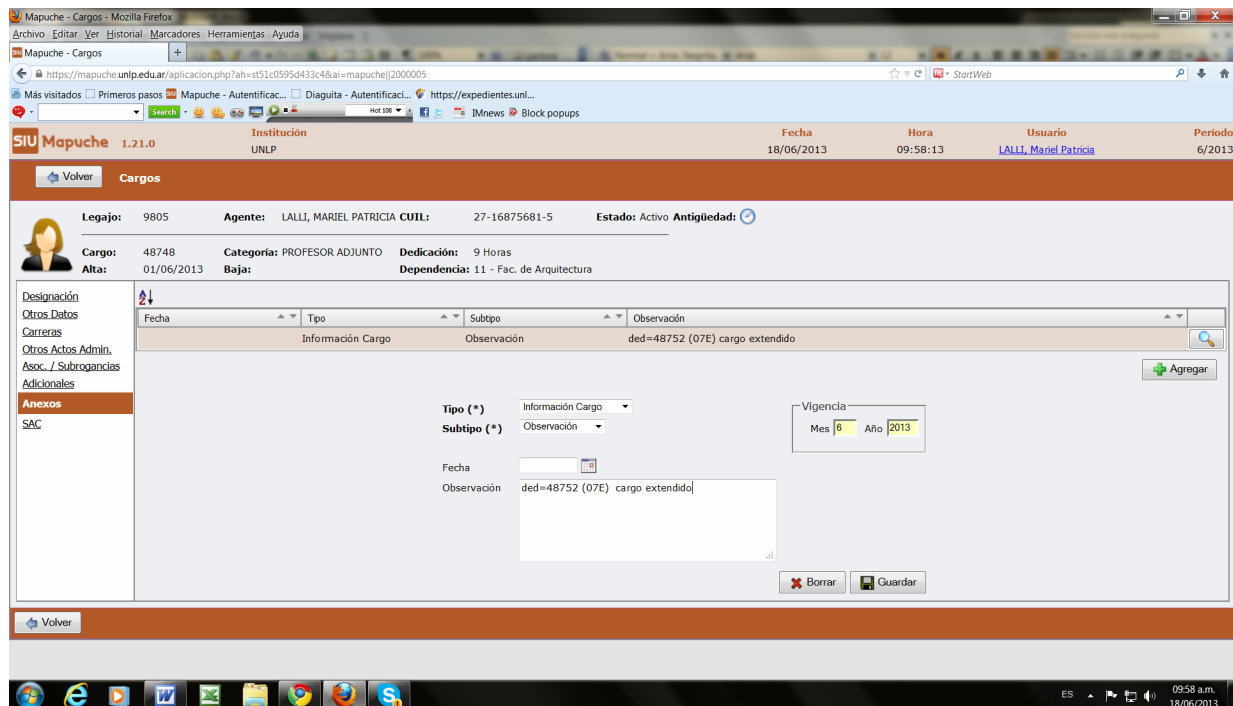 Mapuche - Cargos - Mozilla Firefox
Archivo Editar Ver Historial Marcadores Herramientas Ayuda
SIU Mapuche - Cargos +
https://mapuche.unlp.edu.ar/aplicacion.php?ah=st51c0595d433c4&ai=mapuche||2000005 StartWeb
Más visitados Primeros pasos SIU Mapuche - Autentificac... Diaguita - Autentificaci... https://expedientes.unl...
Search Hot 108 IMnews Block popups
SIU Mapuche 1.21.0 Institución Fecha Hora Usuario Período
UNLP 18/06/2013 09:58:13 LALLI, Mariel Patricia 6/2013
Volver Cargos
Legajo: 9805 Agente: LALLI, MARIEL PATRICIA CUIL: 27-16875681-5 Estado: Activo Antigüedad:
Cargo: 48748 Categoría: PROFESOR ADJUNTO Dedicación: 9 Horas
Alta: 01/06/2013 Baja: Dependencia: 11 - Fac. de Arquitectura
Designación
Otros Datos
Carreras
Otros Actos Admin.
Asoc. / Subrogancias
Adicionales
Anexos
SAC
Fecha Tipo Subtipo Observación
Información Cargo Observación ded=48752 (07E) cargo extendido
Agregar
Tipo (*) Información Cargo
Subtipo (*) Observación
Vigencia
Mes 6 Año 2013
Fecha
Observación ded=48752 (07E) cargo extendido
Borrar Guardar
Volver
ES 09:58 a.m.
18/06/2013